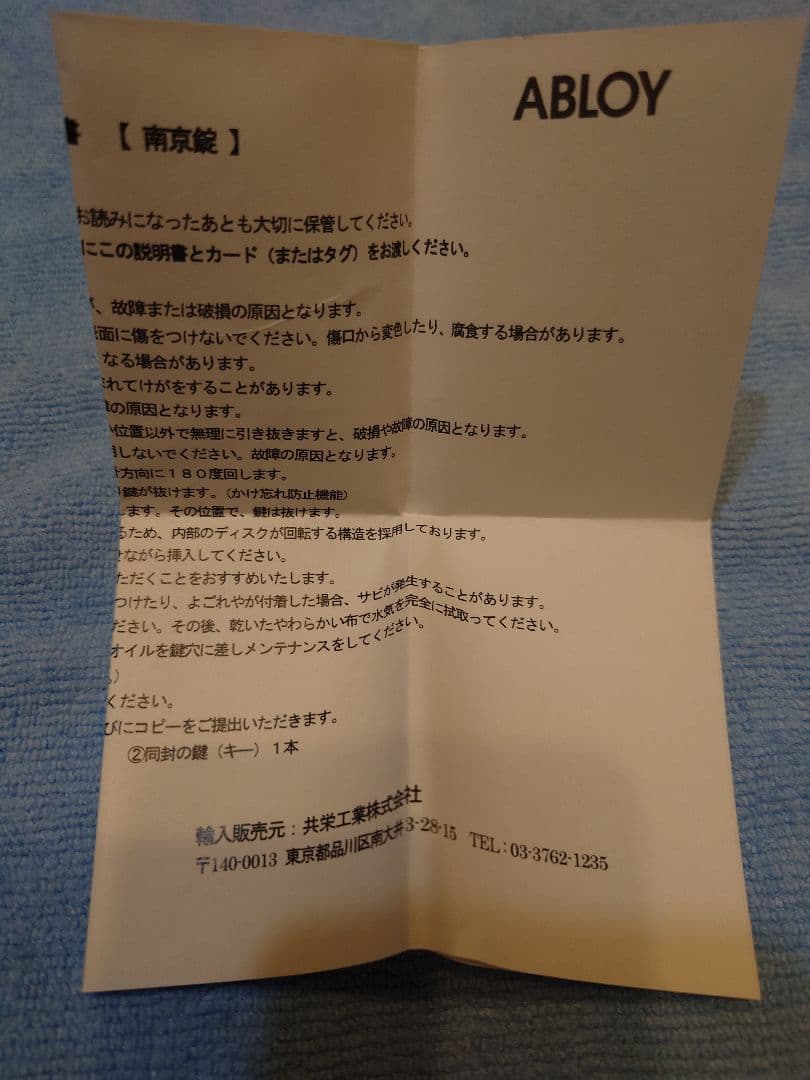 ABLOY
書 【 南京錠 】
お読みになったあとも大切に保管してください。
にこの説明書とカード（またはタグ）をお渡しください。
、故障または破損の原因となります。
面に傷をつけないでください。傷口から変色したり、腐食する場合があります。
なる場合があります。
れてけがをすることがあります。
の原因となります。
位置以外で無理に引き抜きますと、破損や故障の原因となります。
しないでください。故障の原因となります。
計方向に１８０度回します。
鍵が抜けます。（かけ忘れ防止機能）
します。その位置で、鍵は抜けます。
るため、内部のディスクが回転する構造を採用しております。
せながら挿入してください。
ただくことをおすすめいたします。
つけたり、よごれやが付着した場合、サビが発生することがあります。
ださい。その後、乾いたやわらかい布で水気を完全に拭取ってください。
オイルを鍵穴に差しメンテナンスをしてください。
。）
ください。
びにコピーをご提出いただきます。
②同封の鍵（キー）１本
輸入販売元：共栄工業株式会社
〒140-0013 東京都品川区南大井3-28-15 TEL：03-3762-1235